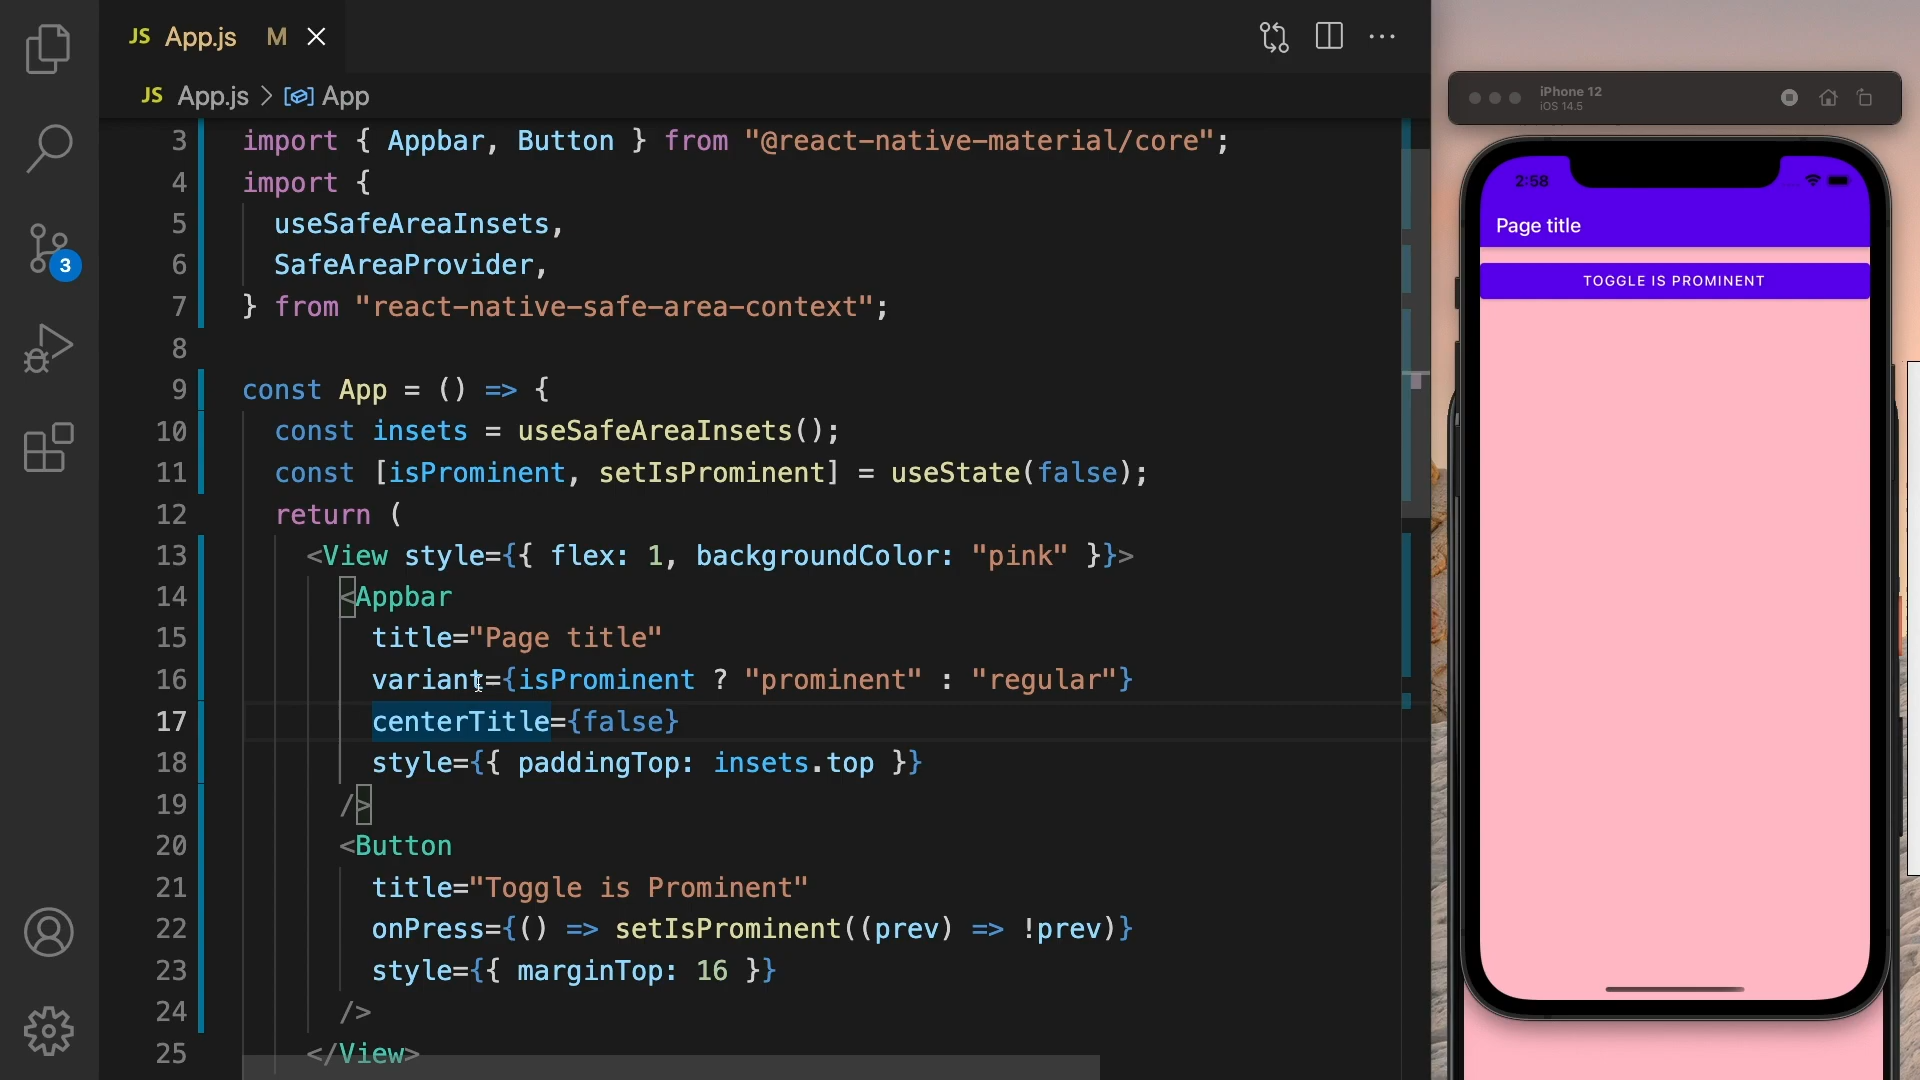 JS App.js M
JS App.js > App
3 import { Appbar, Button } from "@react-native-material/core";
4 import {
5 useSafeAreaInsets,
6 SafeAreaProvider,
7 } from "react-native-safe-area-context";
8
9 const App = () => {
10 const insets = useSafeAreaInsets();
11 const [isProminent, setIsProminent] = useState(false);
12 return (
13 <View style={{ flex: 1, backgroundColor: "pink" }}>
14 <Appbar
15 title="Page title"
16 variant={isProminent ? "prominent" : "regular"}
17 centerTitle={false}
18 style={{ paddingTop: insets.top }}
19 />
20 <Button
21 title="Toggle is Prominent"
22 onPress={() => setIsProminent((prev) => !prev)}
23 style={{ marginTop: 16 }}
24 />
25 </View>
3
iPhone 12
iOS 14.5
2:58
Page title
TOGGLE IS PROMINENT